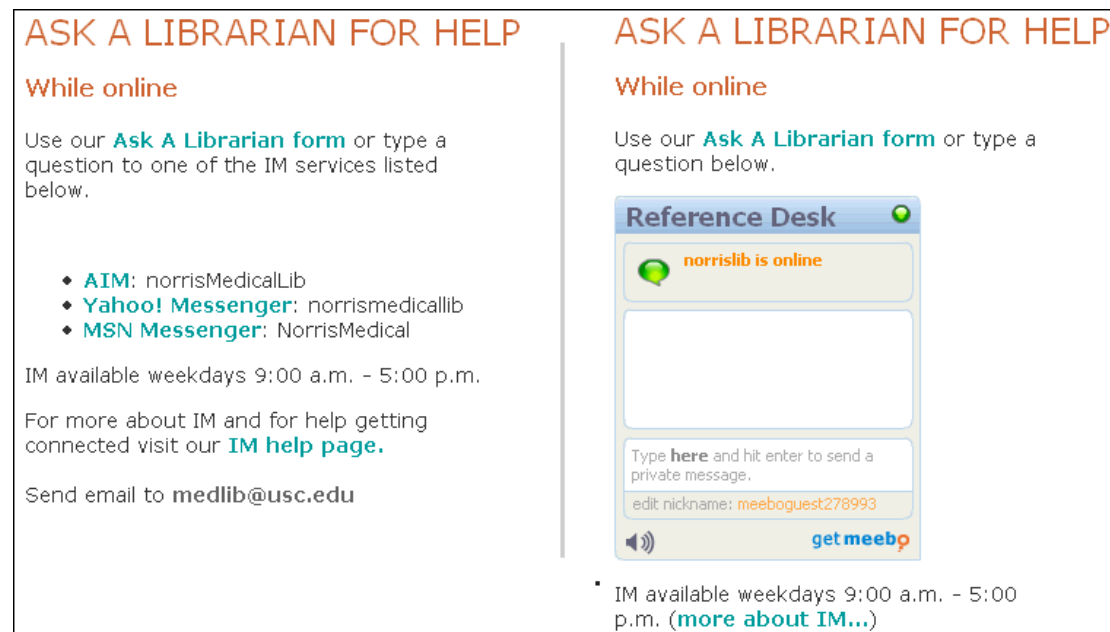 ASK A LIBRARIAN FOR HELP
While online
Use our Ask A Librarian form or type a
question to one of the IM services listed
below.
AIM: norrisMedicalLib
Yahoo! Messenger: norrismedicallib
MSN Messenger: NorrisMedical
IM available weekdays 9:00 a.m. - 5:00 p.m.
For more about IM and for help getting
connected visit our IM help page.
Send email to medlib@usc.edu
ASK A LIBRARIAN FOR HELP
While online
Use our Ask A Librarian form or type a
question below.
Reference Desk
norrislib is online
Type here and hit enter to send a
private message.
edit nickname: meeboguest278993
get meebo
IM available weekdays 9:00 a.m. - 5:00
p.m. (more about IM...)